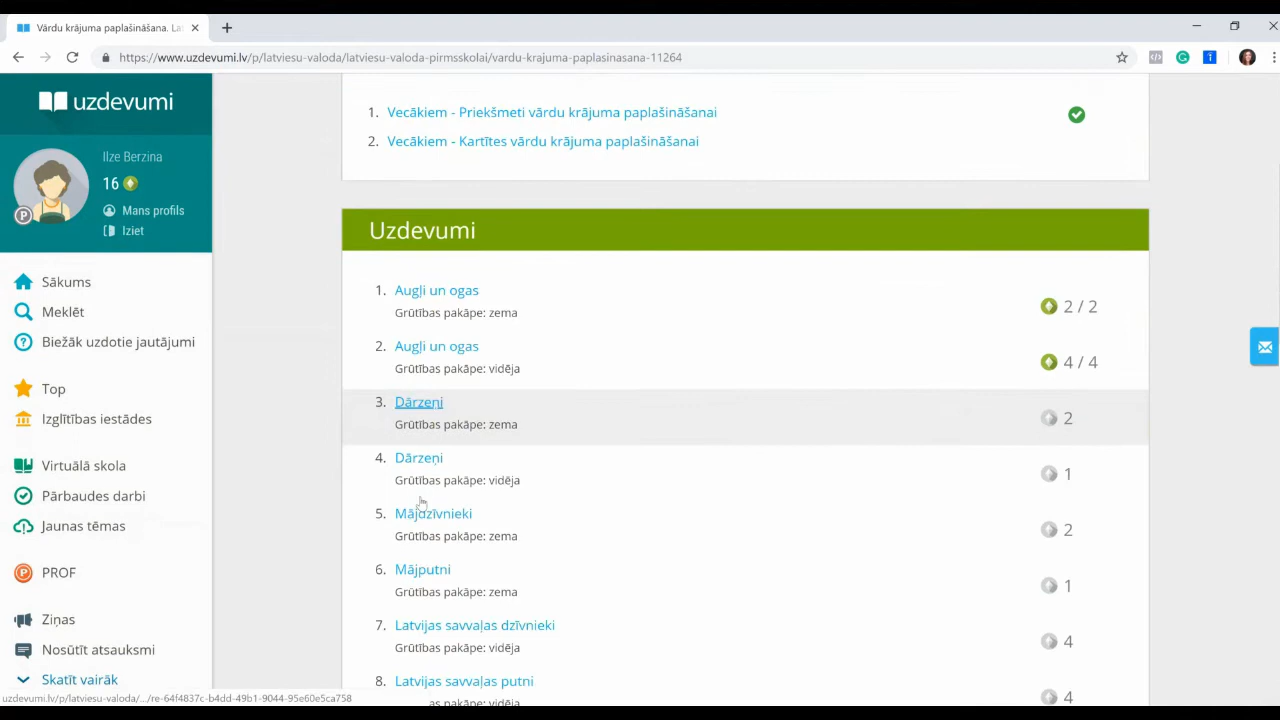 Vārdu krājuma paplašināšana. La
https://www.uzdevumi.lv/p/latviesu-valoda/latviesu-valoda-pirmsskolai/vardu-krajuma-paplasinasana-11264
uzdevumi
Ilze Berzina
16
P
Mans profils
Iziet
Sākums
Meklēt
Biežāk uzdotie jautājumi
Top
Izglītības iestādes
Virtuālā skola
Pārbaudes darbi
Jaunas tēmas
PROF
Ziņas
Nosūtīt atsauksmi
Skatīt vairāk
1. Vecākiem - Priekšmeti vārdu krājuma paplašināšanai
2. Vecākiem - Kartītes vārdu krājuma paplašināšanai
Uzdevumi
1. Augļi un ogas
Grūtības pakāpe: zema
2 / 2
2. Augļi un ogas
Grūtības pakāpe: vidēja
4 / 4
3. Dārzeņi
Grūtības pakāpe: zema
2
4. Dārzeņi
Grūtības pakāpe: vidēja
1
5. Mājdzīvnieki
Grūtības pakāpe: zema
2
6. Mājputni
Grūtības pakāpe: zema
1
7. Latvijas savvaļas dzīvnieki
Grūtības pakāpe: vidēja
4
8. Latvijas savvaļas putni
as pakāpe: vidēja
4
uzdevumi.lv/p/latviesu-valoda/.../re-64f4837c-b4dd-49b1-9044-95e60e5ca758